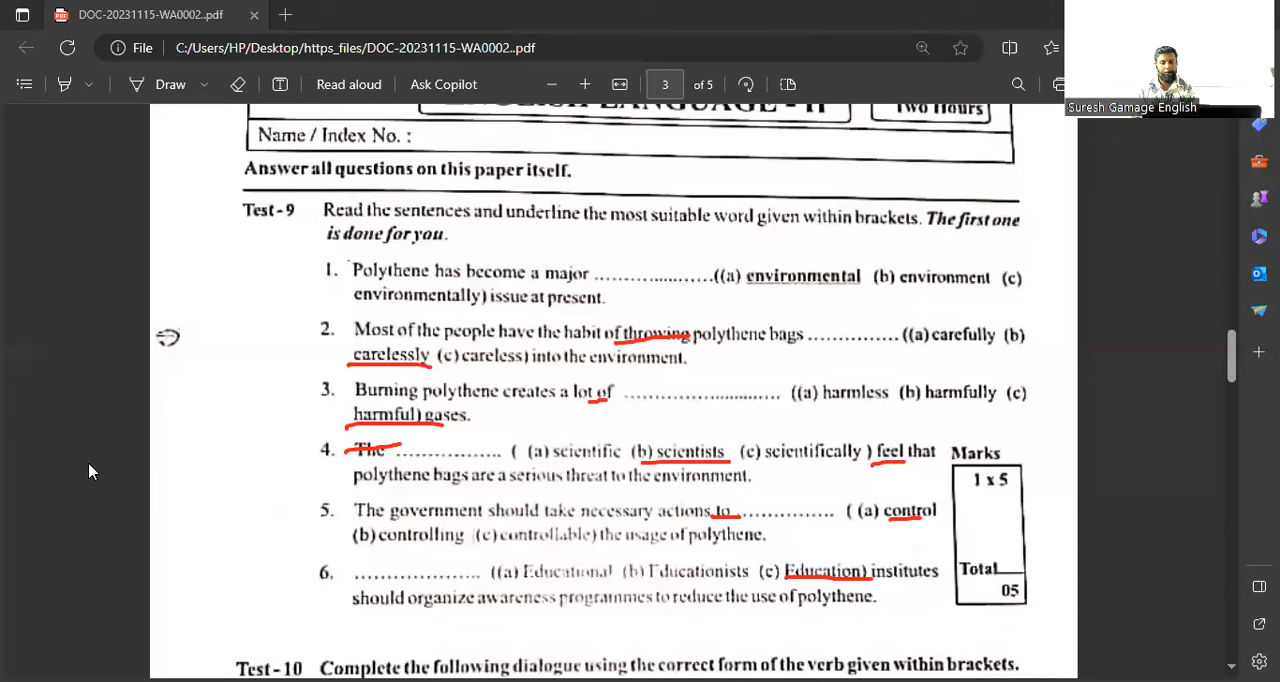 DOC-20231115-WA0002..pdf
File C:/Users/HP/Desktop/https_files/DOC-20231115-WA0002..pdf
Draw Read aloud Ask Copilot 3 of 5
Suresh Gamage English
ENGLISH LANGUAGE - II Two Hours
Name / Index No. :
Answer all questions on this paper itself.
Test - 9 Read the sentences and underline the most suitable word given within brackets. The first one
is done for you.
1. Polythene has become a major ........................((a) environmental (b) environment (c)
environmentally) issue at present.
2. Most of the people have the habit of throwing polythene bags ............... ((a) carefully (b)
carelessly (c) careless) into the environment.
3. Burning polythene creates a lot of ............................... ((a) harmless (b) harmfully (c)
harmful) gases.
4. The .................. ( (a) scientific (b) scientists (c) scientifically ) feel that
polythene bags are a serious threat to the environment.
5. The government should take necessary actions to ................ ( (a) control
(b) controlling (c) controllable) the usage of polythene.
6. ..................... ((a) Educational (b) Educationists (c) Education) institutes
should organize awareness programmes to reduce the use of polythene.
Marks
1 x 5
Total
05
Test - 10 Complete the following dialogue using the correct form of the verb given within brackets.